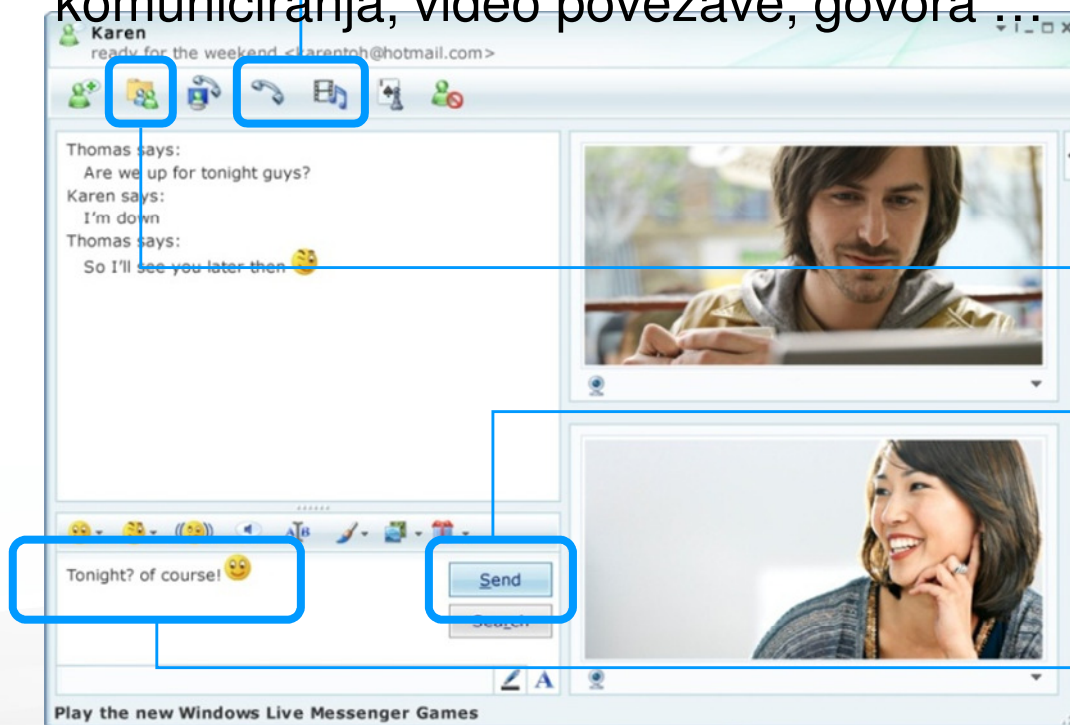 komuniciranja, video povezave, govora ...
Karen
ready for the weekend <karentoh@hotmail.com>
Thomas says:
Are we up for tonight guys?
Karen says:
I'm down
Thomas says:
So I'll see you later then
Tonight? of course!
Send
Search
A
Play the new Windows Live Messenger Games